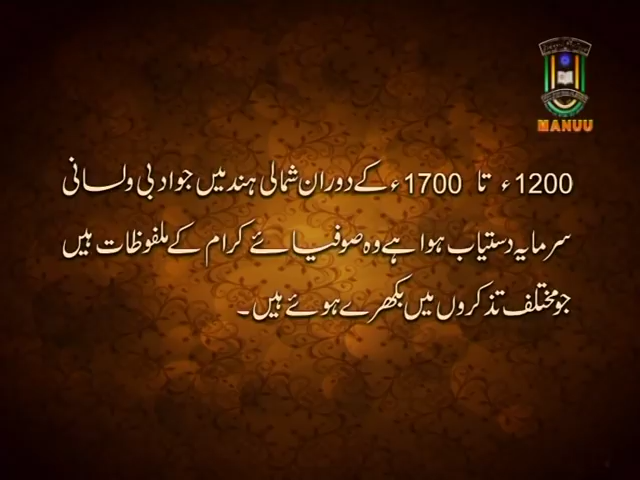 MANUU
1200ء تا 1700ء کے دوران شمالی ہند میں جو ادبی و لسانی
سرمایہ دستیاب ہوا ہے وہ صوفیائے کرام کے ملفوظات ہیں
جو مختلف تذکروں میں بکھرے ہوئے ہیں۔